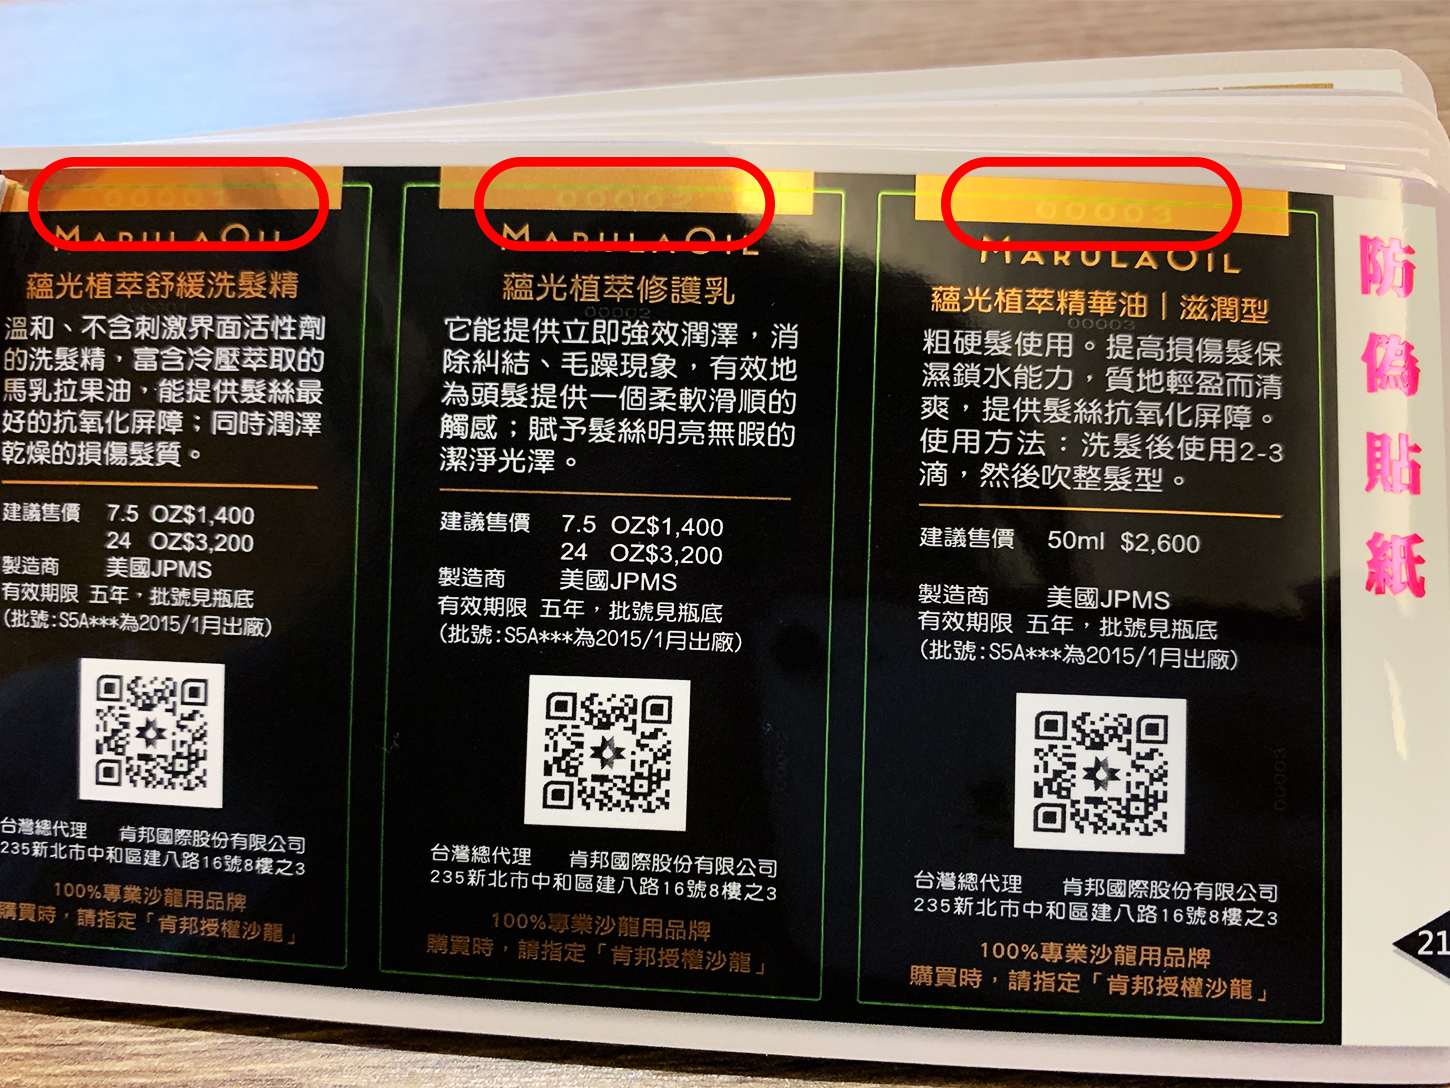 00001
MARULAOIL
蘊光植萃舒緩洗髮精
溫和、不含刺激界面活性劑
的洗髮精，富含冷壓萃取的
馬乳拉果油，能提供髮絲最
好的抗氧化屏障；同時潤澤
乾燥的損傷髮質。
建議售價 7.5 OZ$1,400
24 OZ$3,200
製造商 美國JPMS
有效期限 五年，批號見瓶底
(批號:S5A***為2015/1月出廠)
台灣總代理 肯邦國際股份有限公司
235新北市中和區建八路16號8樓之3
100%專業沙龍用品牌
購買時，請指定「肯邦授權沙龍」
00002
MARULAOIL
蘊光植萃修護乳
00002
它能提供立即強效潤澤，消
除糾結、毛躁現象，有效地
為頭髮提供一個柔軟滑順的
觸感；賦予髮絲明亮無暇的
潔淨光澤。
建議售價 7.5 OZ$1,400
24 OZ$3,200
製造商 美國JPMS
有效期限 五年，批號見瓶底
(批號:S5A***為2015/1月出廠)
00002
台灣總代理 肯邦國際股份有限公司
235新北市中和區建八路16號8樓之3
100%專業沙龍用品牌
購買時，請指定「肯邦授權沙龍」
00003
MARULAOIL
蘊光植萃精華油｜滋潤型
00003
粗硬髮使用。提高損傷髮保
濕鎖水能力，質地輕盈而清
爽，提供髮絲抗氧化屏障。
使用方法：洗髮後使用2-3
滴，然後吹整髮型。
建議售價 50ml $2,600
製造商 美國JPMS
有效期限 五年，批號見瓶底
(批號:S5A***為2015/1月出廠)
00003
台灣總代理 肯邦國際股份有限公司
235新北市中和區建八路16號8樓之3
100%專業沙龍用品牌
購買時，請指定「肯邦授權沙龍」
防偽貼紙
21